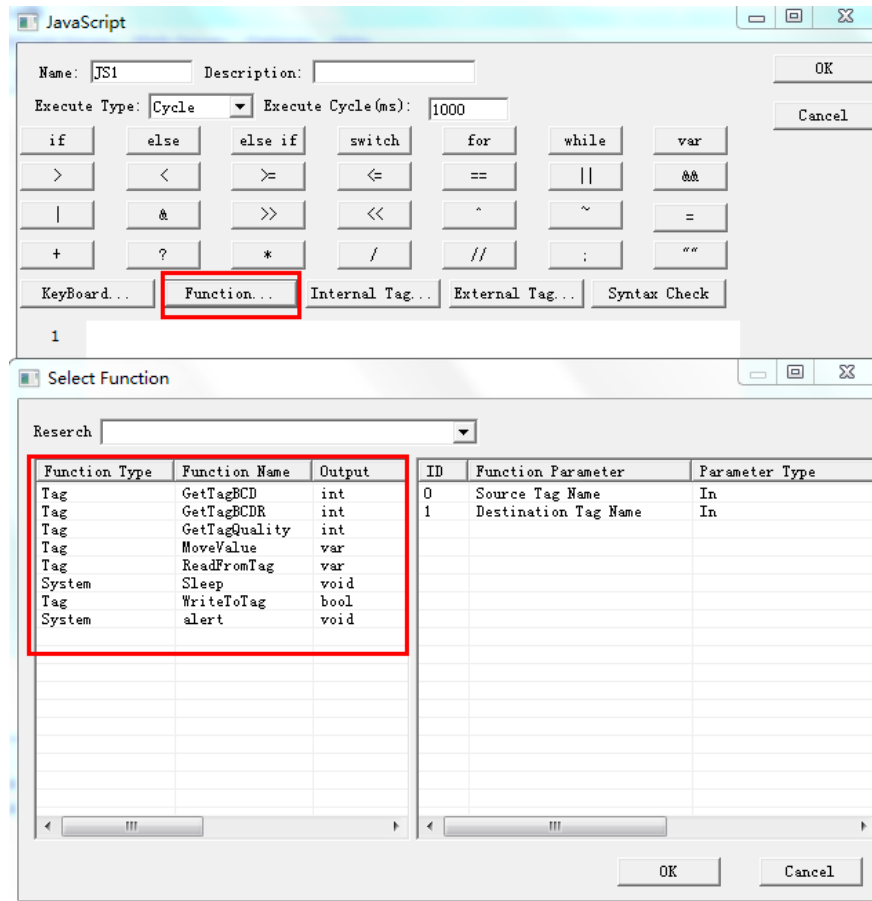 JavaScript
Name: JS1 Description:
OK
Execute Type: Cycle Execute Cycle(ms): 1000
Cancel
if else else if switch for while var
> < >= <= == || &&
| & >> << ^ ~ =
+ ? * / // ; ""
KeyBoard... Function... Internal Tag... External Tag... Syntax Check
1
Select Function
Reserch
Function Type Function Name Output ID Function Parameter Parameter Type
Tag GetTagBCD int 0 Source Tag Name In
Tag GetTagBCDR int 1 Destination Tag Name In
Tag GetTagQuality int
Tag MoveValue var
Tag ReadFromTag var
System Sleep void
Tag WriteToTag bool
System alert void
OK Cancel